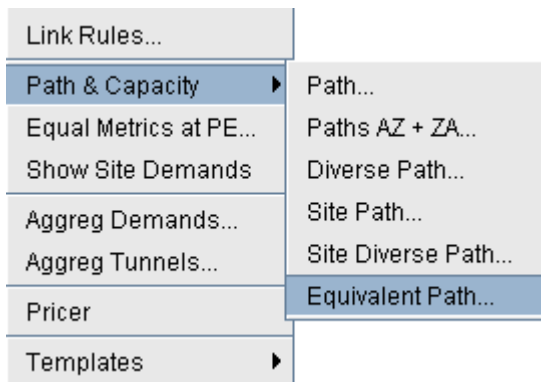 Link Rules...
Path & Capacity
Equal Metrics at PE...
Show Site Demands
Aggreg Demands...
Aggreg Tunnels...
Pricer
Templates
Path...
Paths AZ + ZA...
Diverse Path...
Site Path...
Site Diverse Path...
Equivalent Path...